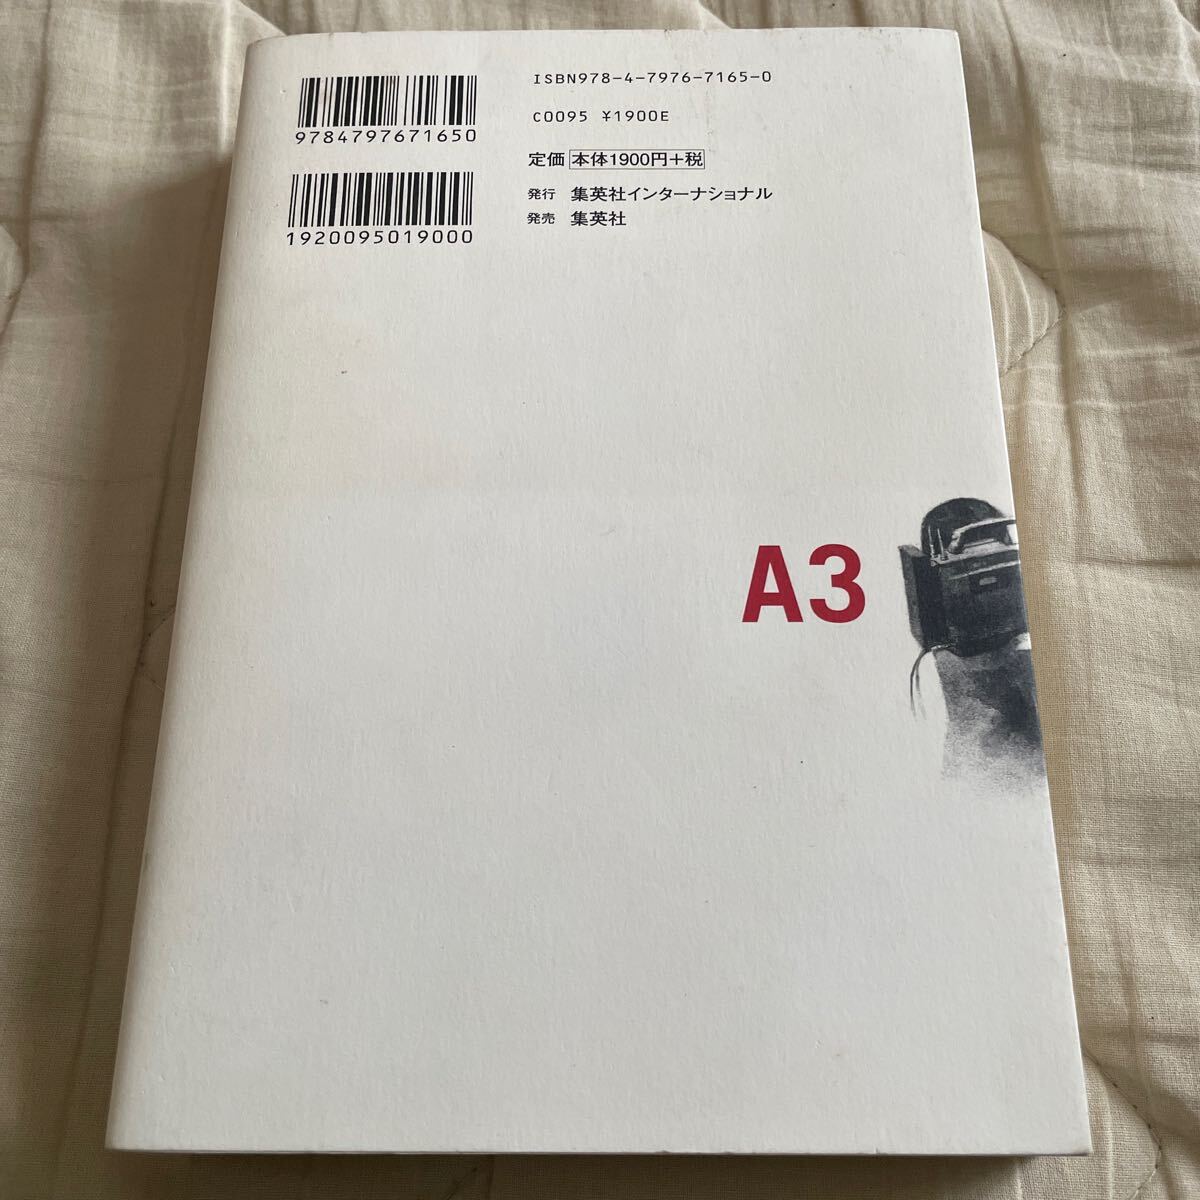 9784797671650
1920095019000
ISBN978-4-7976-7165-0
C0095 ¥1900E
定価 本体1900円+税
発行 集英社インターナショナル
発売 集英社
A3